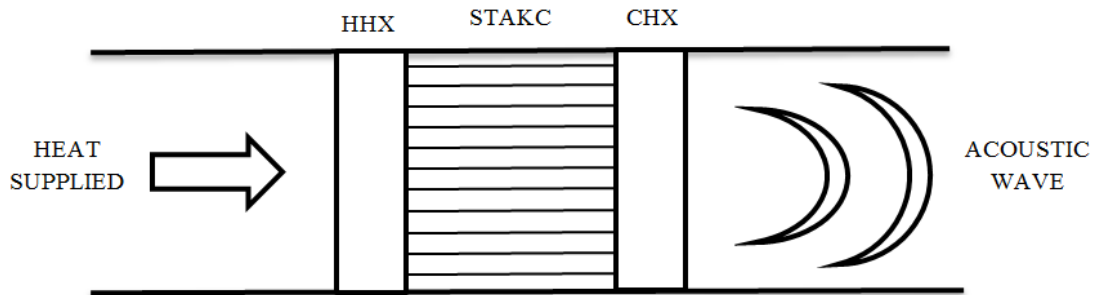 HHX
STAKC
CHX
HEAT
SUPPLIED
ACOUSTIC
WAVE